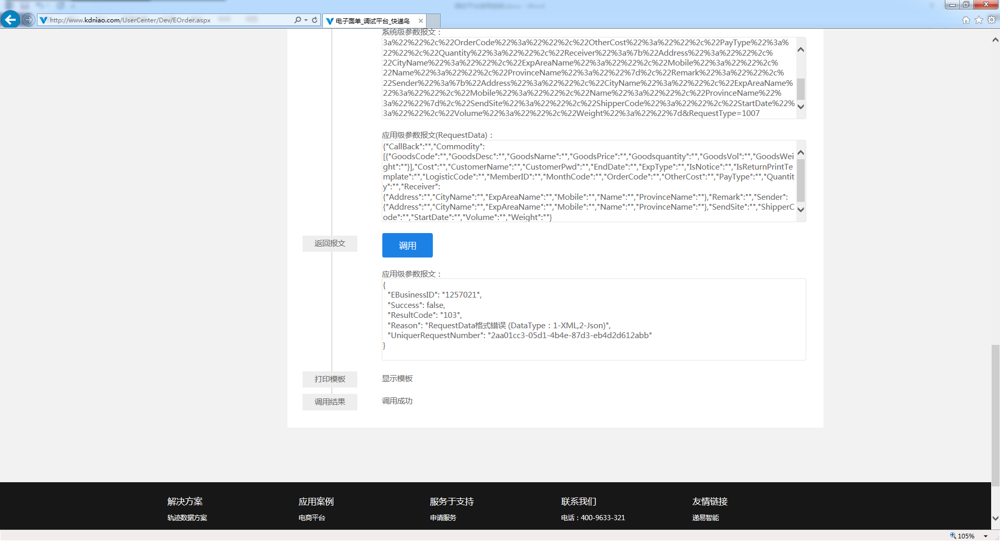 http://www.kdniao.com/UserCenter/Dev/EOrder.aspx
电子面单_调试平台_快递鸟
系统级参数报文：
3a%22%22%2c%22OrderCode%22%3a%22%22%2c%22OtherCost%22%3a%22%22%2c%22PayType%22%3a%
22%22%2c%22Quantity%22%3a%22%22%2c%22Receiver%22%3a%7b%22Address%22%3a%22%22%2c%
22CityName%22%3a%22%22%2c%22ExpAreaName%22%3a%22%22%2c%22Mobile%22%3a%22%22%2c%
22Name%22%3a%22%22%2c%22ProvinceName%22%3a%22%22%7d%2c%22Remark%22%3a%22%22%2c%
22Sender%22%3a%7b%22Address%22%3a%22%22%2c%22CityName%22%3a%22%22%2c%22ExpAreaName%
22%3a%22%22%2c%22Mobile%22%3a%22%22%2c%22Name%22%3a%22%22%2c%22ProvinceName%22%
3a%22%22%7d%2c%22SendSite%22%3a%22%22%2c%22ShipperCode%22%3a%22%22%2c%22StartDate%22%
3a%22%22%2c%22Volume%22%3a%22%22%2c%22Weight%22%3a%22%22%7d&RequestType=1007
应用级参数报文(RequestData)：
{"CallBack":"","Commodity":
[{"GoodsCode":"","GoodsDesc":"","GoodsName":"","GoodsPrice":"","Goodsquantity":"","GoodsVol":"","GoodsWei
ght":""}],"Cost":"","CustomerName":"","CustomerPwd":"","EndDate":"","ExpType":"","IsNotice":"","IsReturnPrintTe
mplate":"","LogisticCode":"","MemberID":"","MonthCode":"","OrderCode":"","OtherCost":"","PayType":"","Quantit
y":"","Receiver":
{"Address":"","CityName":"","ExpAreaName":"","Mobile":"","Name":"","ProvinceName":""},"Remark":"","Sender":
{"Address":"","CityName":"","ExpAreaName":"","Mobile":"","Name":"","ProvinceName":""},"SendSite":"","ShipperC
ode":"","StartDate":"","Volume":"","Weight":""}
返回报文
调用
应用级参数报文：
{
"EBusinessID": "1257021",
"Success": false,
"ResultCode": "103",
"Reason": "RequestData格式错误 (DataType：1-XML,2-Json)",
"UniquerRequestNumber": "2aa01cc3-05d1-4b4e-87d3-eb4d2d612abb"
}
打印模板
显示模板
调用结果
调用成功
解决方案
应用案例
服务于支持
联系我们
友情链接
轨迹数据方案
电商平台
申请服务
电话：400-9633-321
递易智能
105%